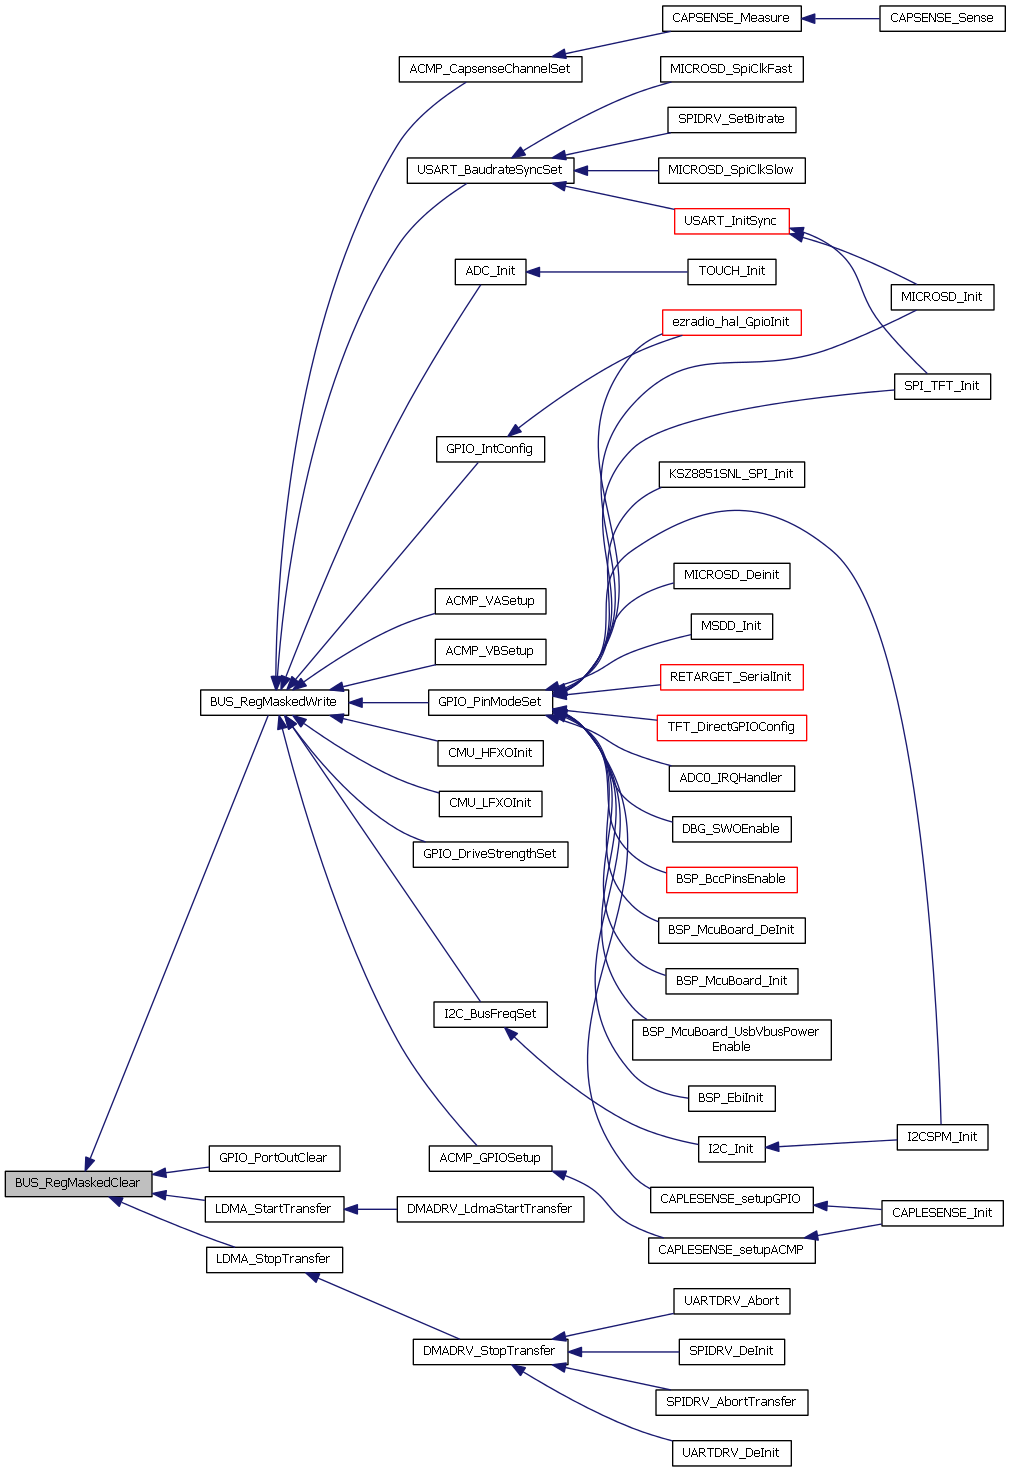 CAPSENSE_Measure
CAPSENSE_Sense
ACMP_CapsenseChannelSet
MICROSD_SpiClkFast
SPIDRV_SetBitrate
USART_BaudrateSyncSet
MICROSD_SpiClkSlow
USART_InitSync
ADC_Init
TOUCH_Init
MICROSD_Init
ezradio_hal_GpioInit
SPI_TFT_Init
GPIO_IntConfig
KSZ8851SNL_SPI_Init
MICROSD_Deinit
ACMP_VASetup
MSDD_Init
ACMP_VBSetup
RETARGET_SerialInit
BUS_RegMaskedWrite
GPIO_PinModeSet
TFT_DirectGPIOConfig
CMU_HFXOInit
ADC0_IRQHandler
CMU_LFXOInit
DBG_SWOEnable
GPIO_DriveStrengthSet
BSP_BccPinsEnable
BSP_McuBoard_DeInit
BSP_McuBoard_Init
I2C_BusFreqSet
BSP_McuBoard_UsbVbusPower
Enable
BSP_EbiInit
I2CSPM_Init
I2C_Init
ACMP_GPIOSetup
GPIO_PortOutClear
BUS_RegMaskedClear
CAPLESENSE_setupGPIO
LDMA_StartTransfer
DMADRV_LdmaStartTransfer
CAPLESENSE_Init
CAPLESENSE_setupACMP
LDMA_StopTransfer
UARTDRV_Abort
DMADRV_StopTransfer
SPIDRV_DeInit
SPIDRV_AbortTransfer
UARTDRV_DeInit